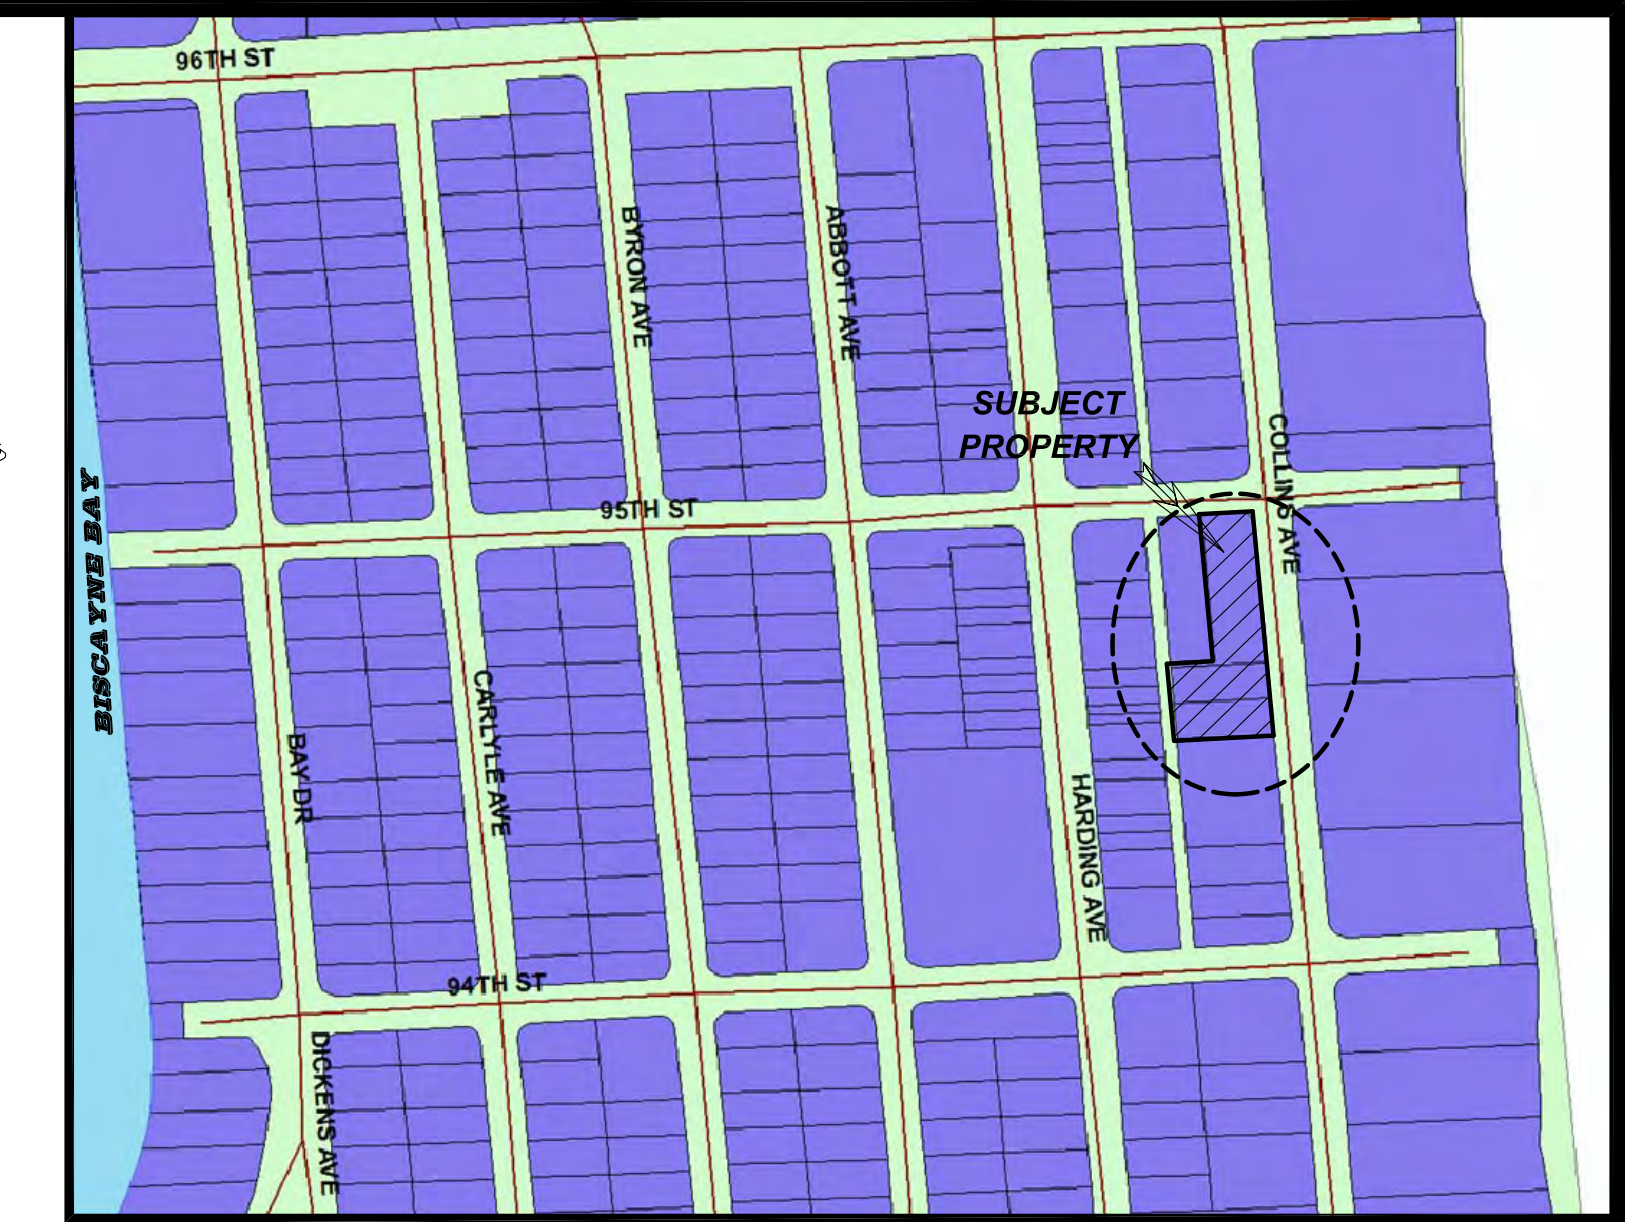 96TH ST
BYRON AVE
ABBOTT AVE
SUBJECT
PROPERTY
COLLINS AVE
BISCAYNE BAY
95TH ST
CARLYLE AVE
BAY DR
HARDING AVE
94TH ST
DICKENS AVE